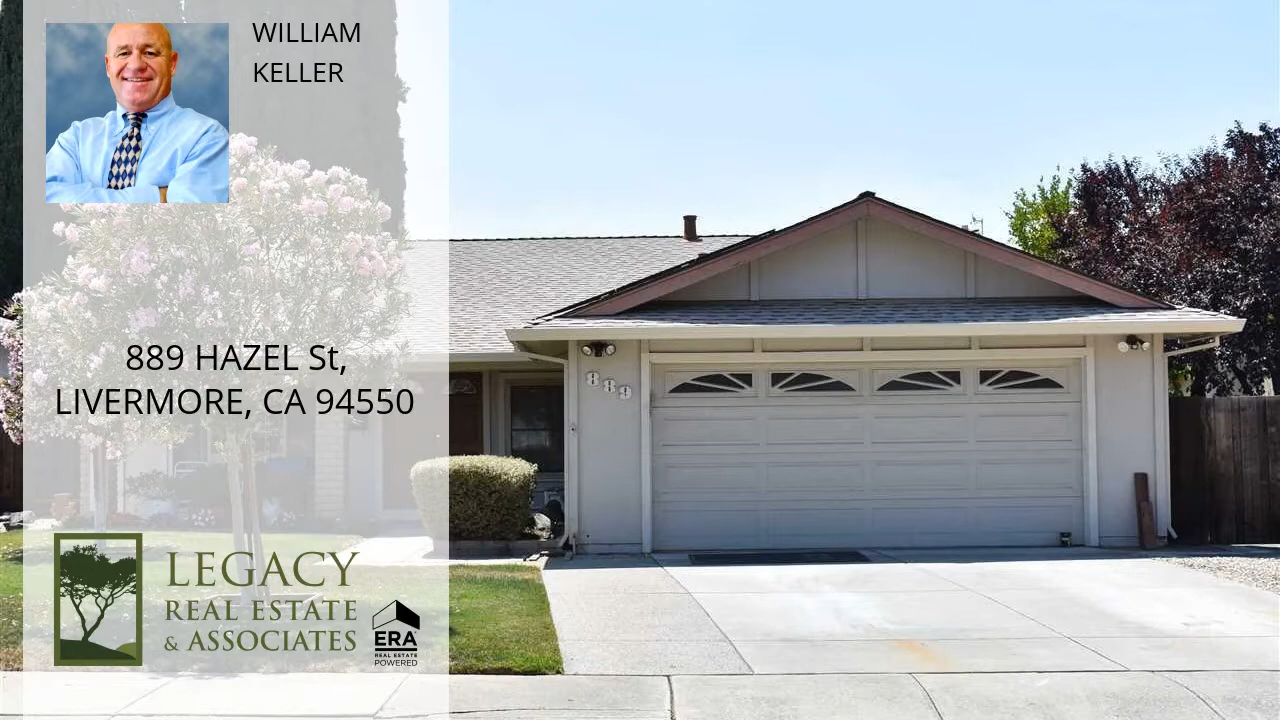 WILLIAM
KELLER
889
889 HAZEL St,
LIVERMORE, CA 94550
LEGACY
REAL ESTATE
& ASSOCIATES
ERA
REAL ESTATE
POWERED